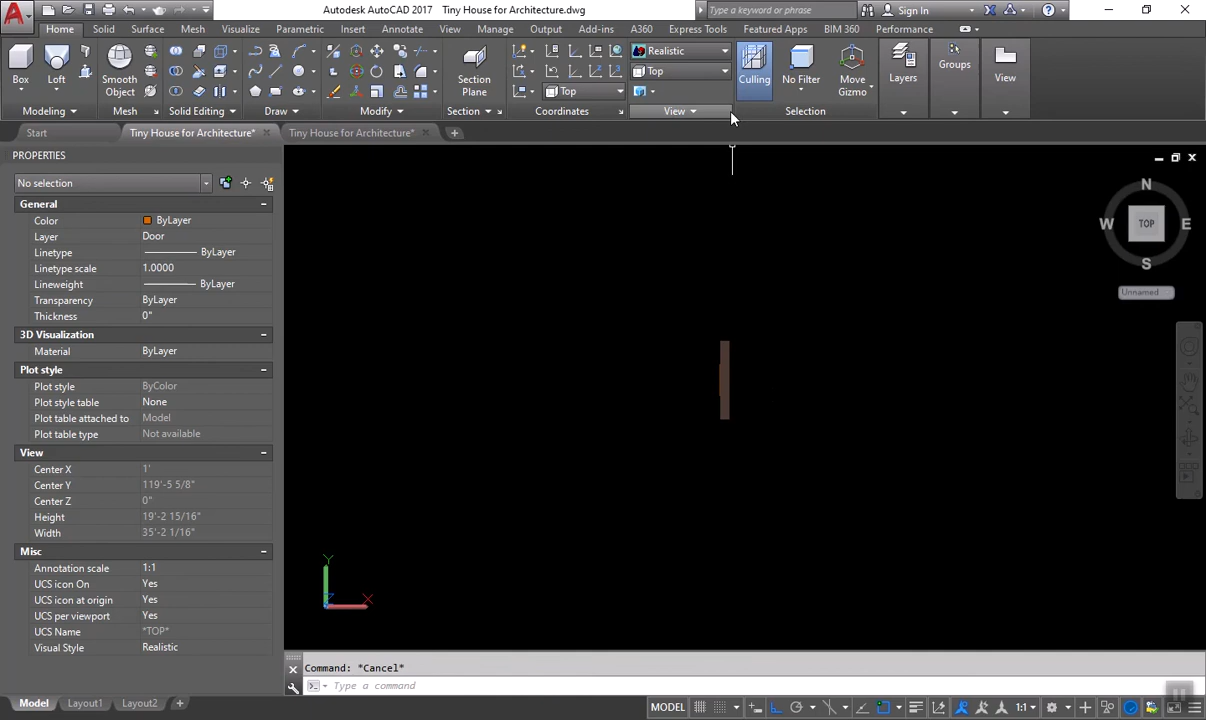 Autodesk AutoCAD 2017 Tiny House for Architecture.dwg
Type a keyword or phrase
Sign In
Home Solid Surface Mesh Visualize Parametric Insert Annotate View Manage Output Add-ins A360 Express Tools Featured Apps BIM 360 Performance
Realistic
Top
Top
Box Loft Smooth Object Section Plane Culling No Filter Move Gizmo Layers Groups View
Modeling Mesh Solid Editing Draw Modify Section Coordinates View Selection
Start Tiny House for Architecture* Tiny House for Architecture*
PROPERTIES
No selection
General
Color ByLayer
Layer Door
Linetype ByLayer
Linetype scale 1.0000
Lineweight ByLayer
Transparency ByLayer
Thickness 0"
3D Visualization
Material ByLayer
Plot style
Plot style ByColor
Plot style table None
Plot table attached to Model
Plot table type Not available
View
Center X 1'
Center Y 119'-5 5/8"
Center Z 0"
Height 19'-2 15/16"
Width 35'-2 1/16"
Misc
Annotation scale 1:1
UCS icon On Yes
UCS icon at origin Yes
UCS per viewport Yes
UCS Name *TOP*
Visual Style Realistic
N
W TOP E
S
Unnamed
Y
X
Command: *Cancel*
Type a command
Model Layout1 Layout2
MODEL 1:1